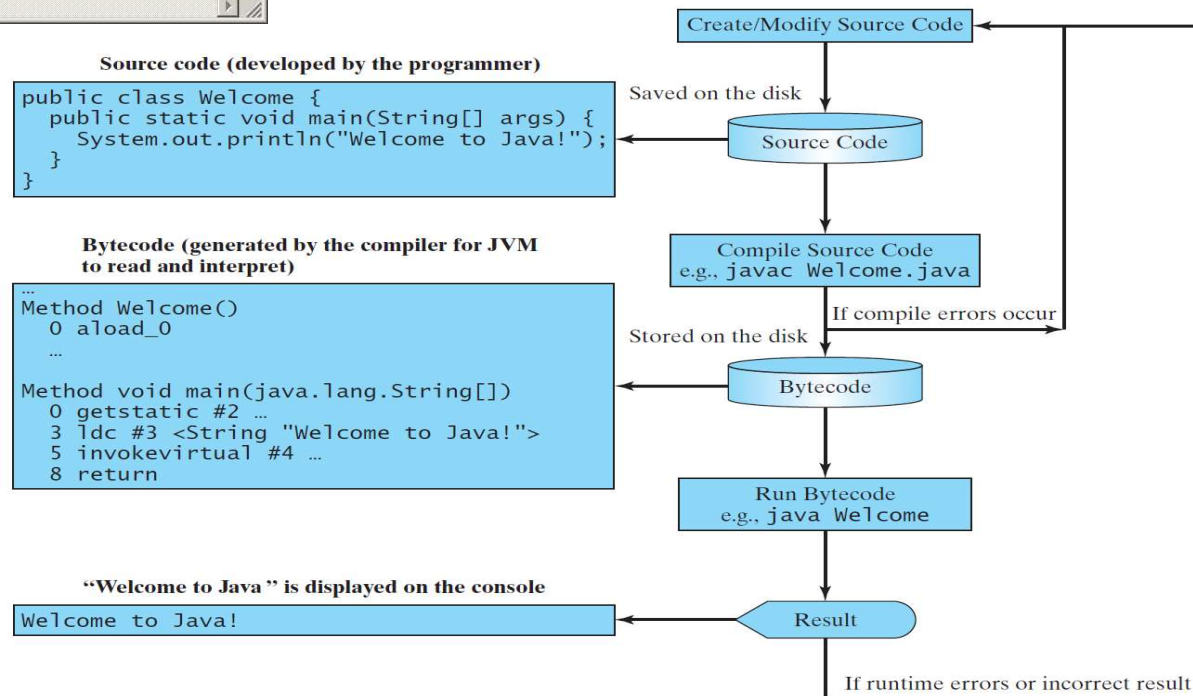 Create/Modify Source Code
Source code (developed by the programmer)
public class Welcome {
public static void main(String[] args) {
System.out.println("Welcome to Java!");
}
}
Saved on the disk
Source Code
Compile Source Code
e.g., javac Welcome.java
If compile errors occur
Bytecode (generated by the compiler for JVM
to read and interpret)
…
Method Welcome()
0 aload_0
…
Method void main(java.lang.String[])
0 getstatic #2 …
3 ldc #3 <String "Welcome to Java!">
5 invokevirtual #4 …
8 return
Stored on the disk
Bytecode
Run Bytecode
e.g., java Welcome
“Welcome to Java” is displayed on the console
Welcome to Java!
Result
If runtime errors or incorrect result